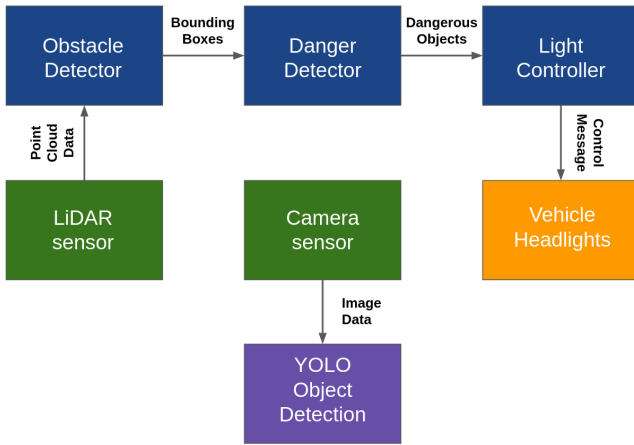 Obstacle
Detector
Bounding
Boxes
Danger
Detector
Dangerous
Objects
Light
Controller
Point
Cloud
Data
Control
Message
LiDAR
sensor
Camera
sensor
Vehicle
Headlights
Image
Data
YOLO
Object
Detection